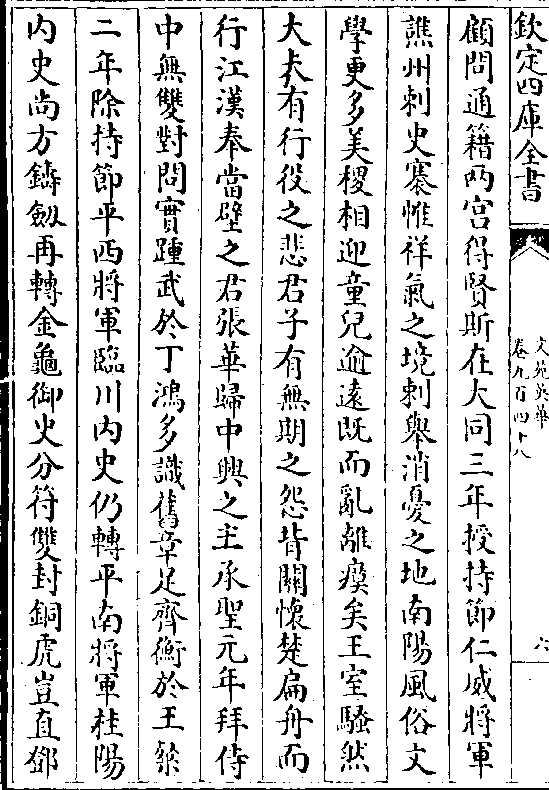 欽定四庫全書
文苑英華
卷九百四十八
六
顧問通籍两宫得賢斯在大同三年授持節仁威將軍
譙州刺史褰惟祥氣之境刺舉消憂之地南陽風俗文
學更多美稷相迎童兒逾遠既而亂離瘼矣王室騷然
大夫有行役之悲君子有無期之怨昔關懷楚扁舟而
行江漢奉當壁之君張華歸中興之主承聖元年拜侍
中無雙對問實踵武於丁鴻多識舊章足齊衡於王粲
二年除持節平西將軍臨川内史仍轉平南將軍桂陽
内史尚方鑄劔再轉金龜御史分符雙封銅虎豈直鄧